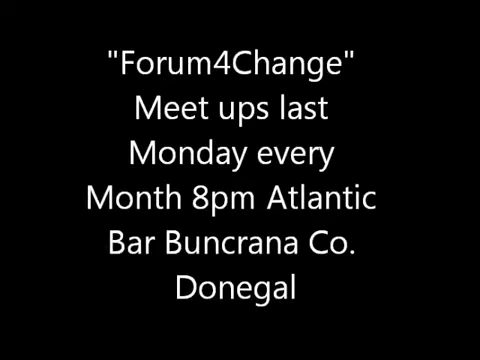 "Forum4Change"
Meet ups last
Monday every
Month 8pm Atlantic
Bar Buncrana Co.
Donegal